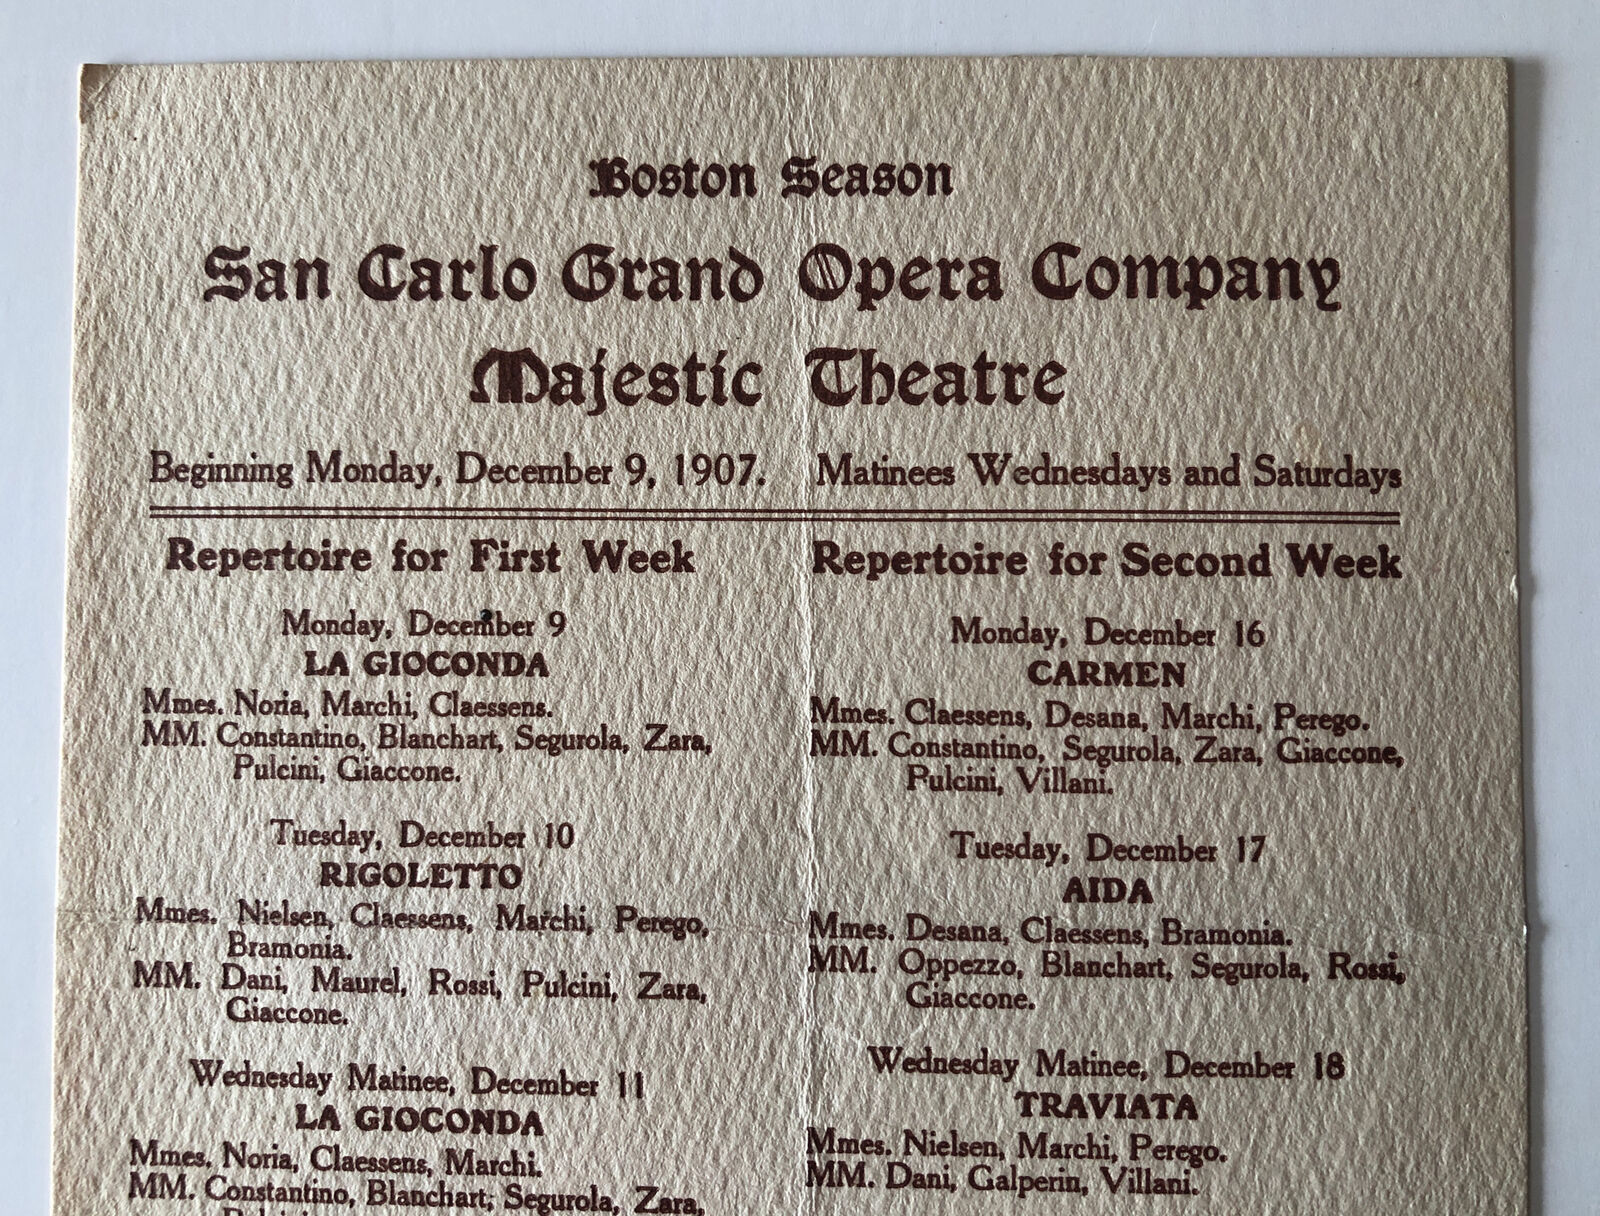 Boston Season
San Carlo Grand Opera Company
Majestic Theatre
Beginning Monday, December 9, 1907. Matinees Wednesdays and Saturdays
Repertoire for First Week
Monday, December 9
LA GIOCONDA
Mmes. Noria, Marchi, Claessens.
MM. Constantino, Blanchart, Segurola, Zara,
Pulcini, Giaccone.
Tuesday, December 10
RIGOLETTO
Mmes. Nielsen, Claessens, Marchi, Perego,
Bramonia.
MM. Dani, Maurel, Rossi, Pulcini, Zara,
Giaccone.
Wednesday Matinee, December 11
LA GIOCONDA
Mmes. Noria, Claessens, Marchi.
MM. Constantino, Blanchart, Segurola, Zara,
Repertoire for Second Week
Monday, December 16
CARMEN
Mmes. Claessens, Desana, Marchi, Perego.
MM. Constantino, Segurola, Zara, Giaccone,
Pulcini, Villani.
Tuesday, December 17
AIDA
Mmes. Desana, Claessens, Bramonia.
MM. Oppezzo, Blanchart, Segurola, Rossi,
Giaccone.
Wednesday Matinee, December 18
TRAVIATA
Mmes. Nielsen, Marchi, Perego.
MM. Dani, Galperin, Villani.